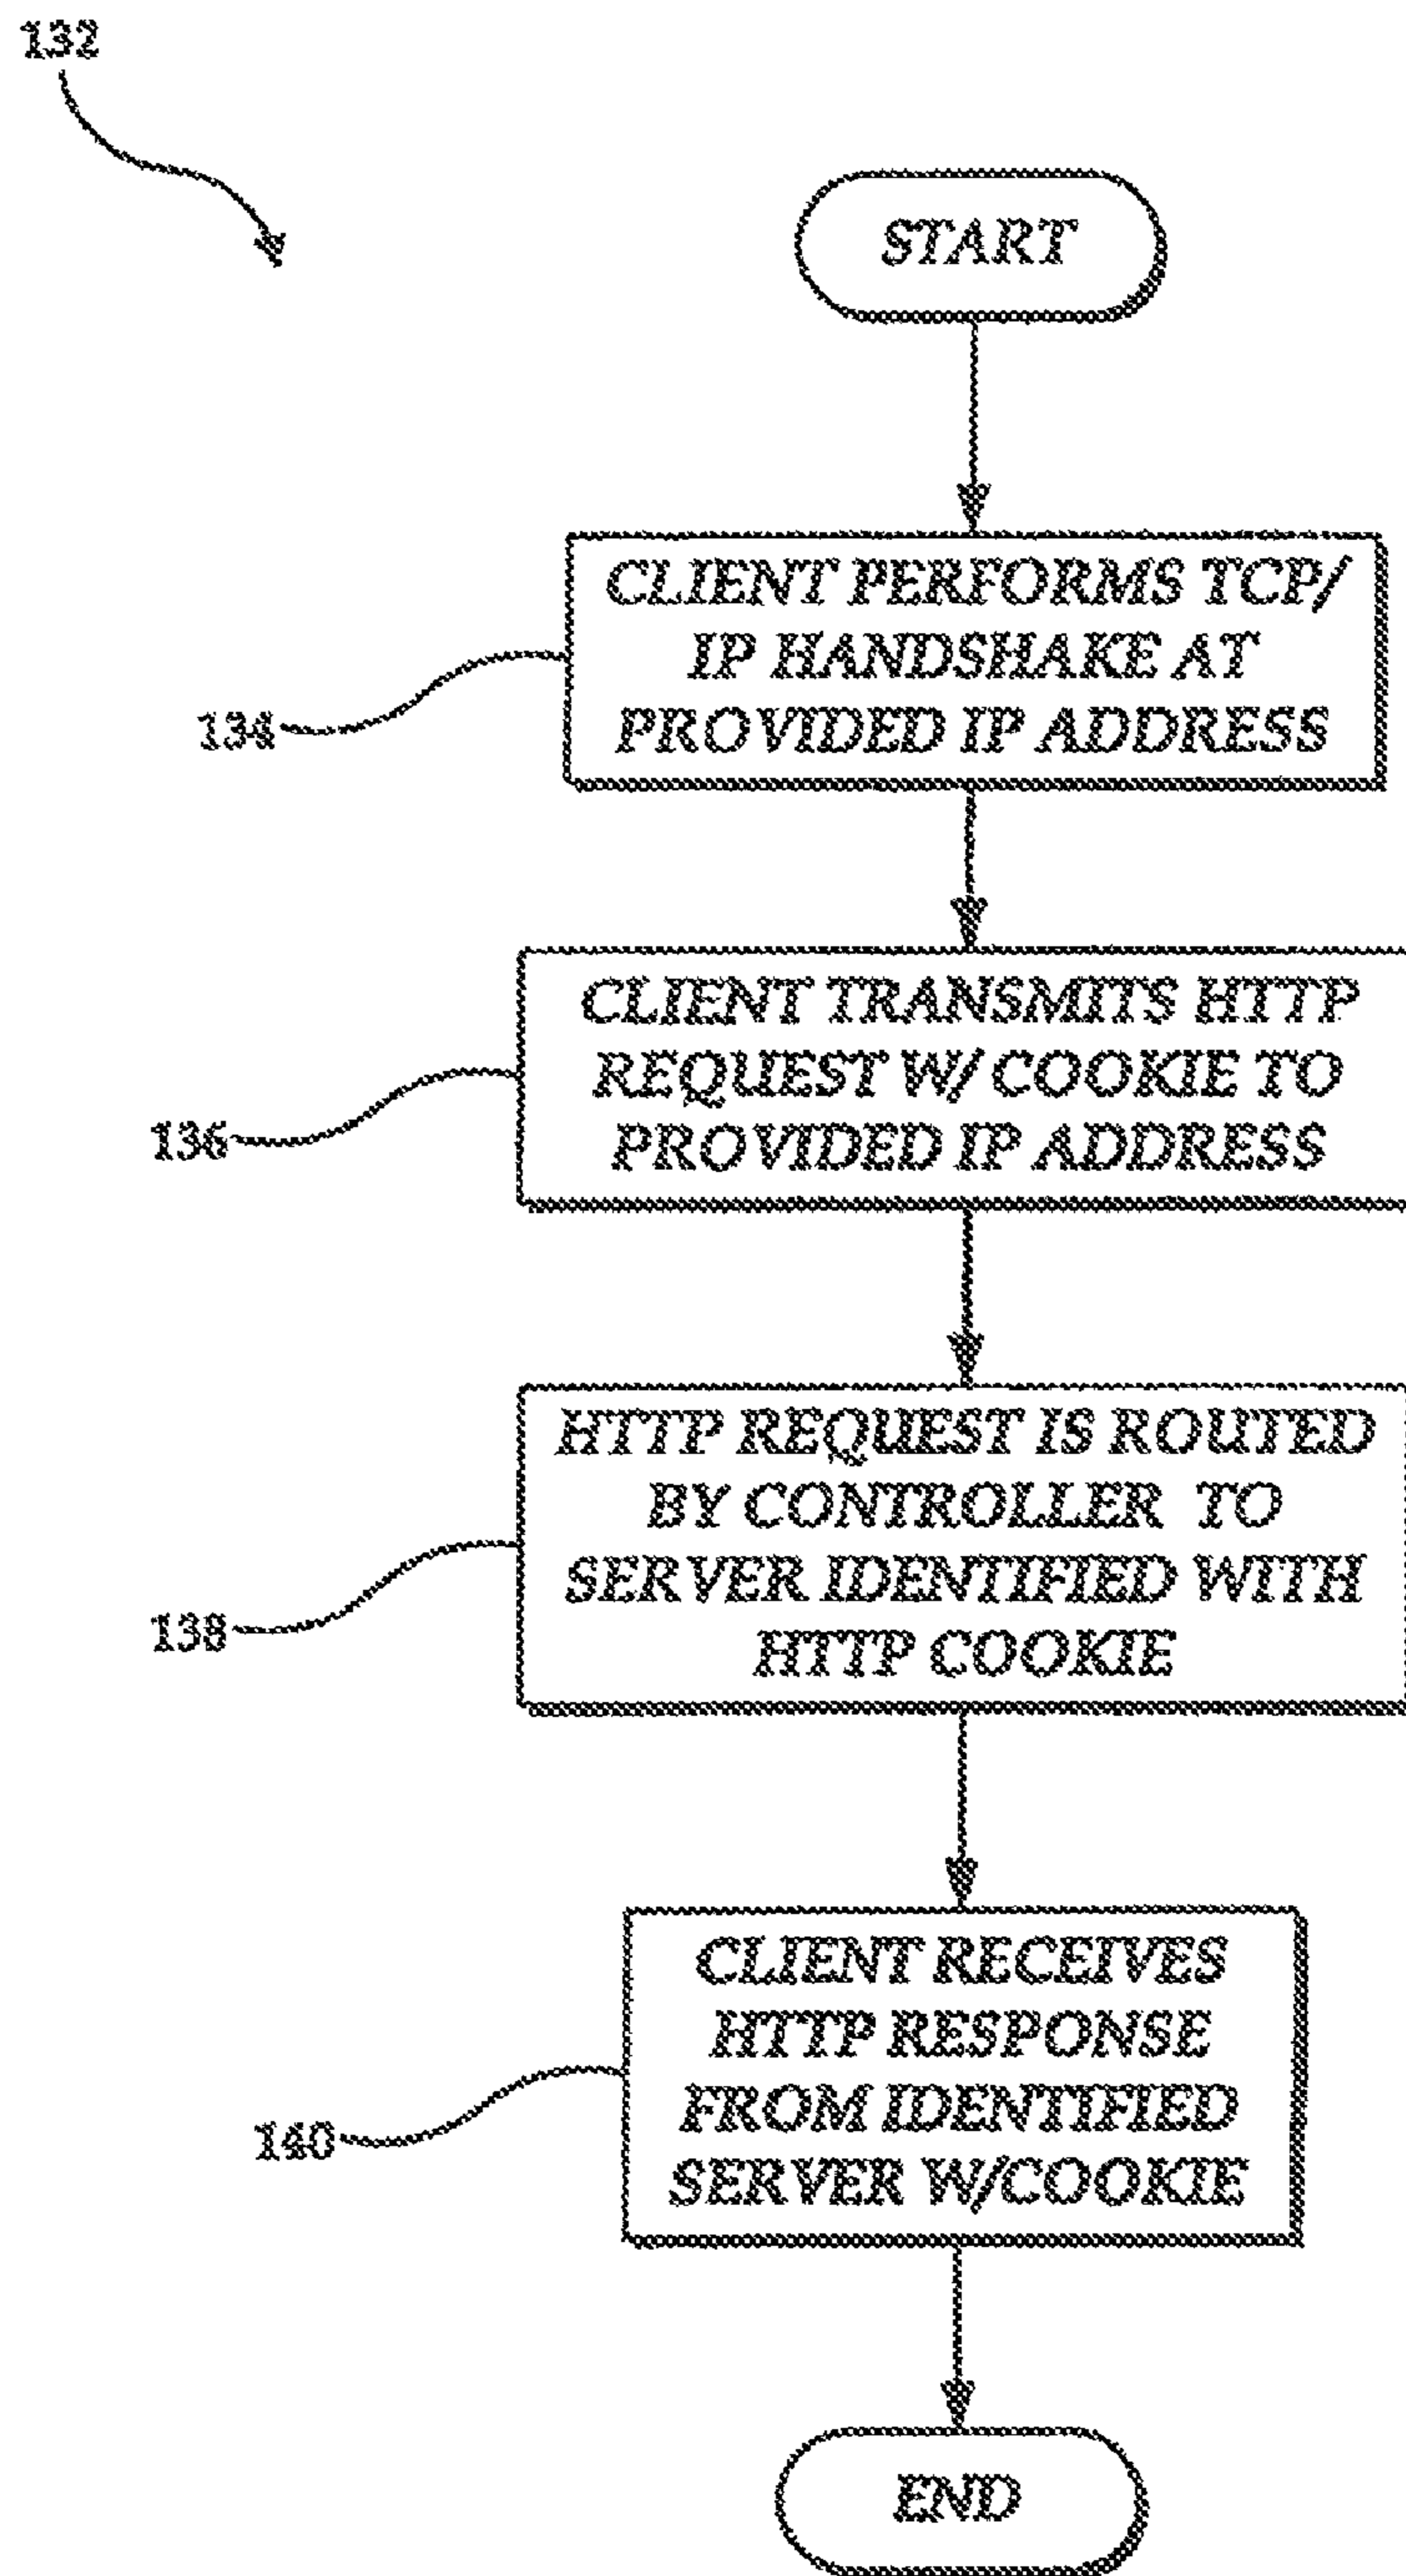 132
START
CLIENT PERFORMS TCP/
IP HANDSHAKE AT
PROVIDED IP ADDRESS
134
CLIENT TRANSMITS HTTP
REQUEST W/ COOKIE TO
PROVIDED IP ADDRESS
136
HTTP REQUEST IS ROUTED
BY CONTROLLER TO
SERVER IDENTIFIED WITH
HTTP COOKIE
138
CLIENT RECEIVES
HTTP RESPONSE
FROM IDENTIFIED
SERVER W/COOKIE
140
END